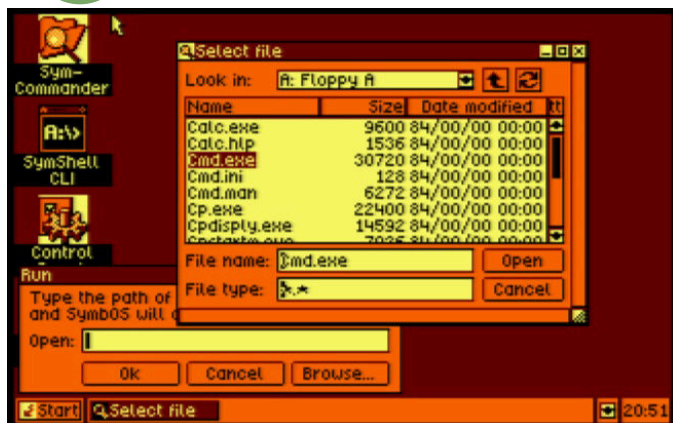 Sym-
Commander
A:\>
SymShell
CLI
Control
Select file
Look in: A: Floppy A
Name Size Date modified tt
Calc.exe 9600 84/00/00 00:00
Calc.hlp 1536 84/00/00 00:00
Cmd.exe 30720 84/00/00 00:00
Cmd.ini 128 84/00/00 00:00
Cmd.man 6272 84/00/00 00:00
Cp.exe 22400 84/00/00 00:00
Cpdisply.exe 14592 84/00/00 00:00
File name: Cmd.exe Open
File type: *.* Cancel
Run
Type the path of
and SymbOS will
Open:
Ok Cancel Browse...
Start Select file 20:51